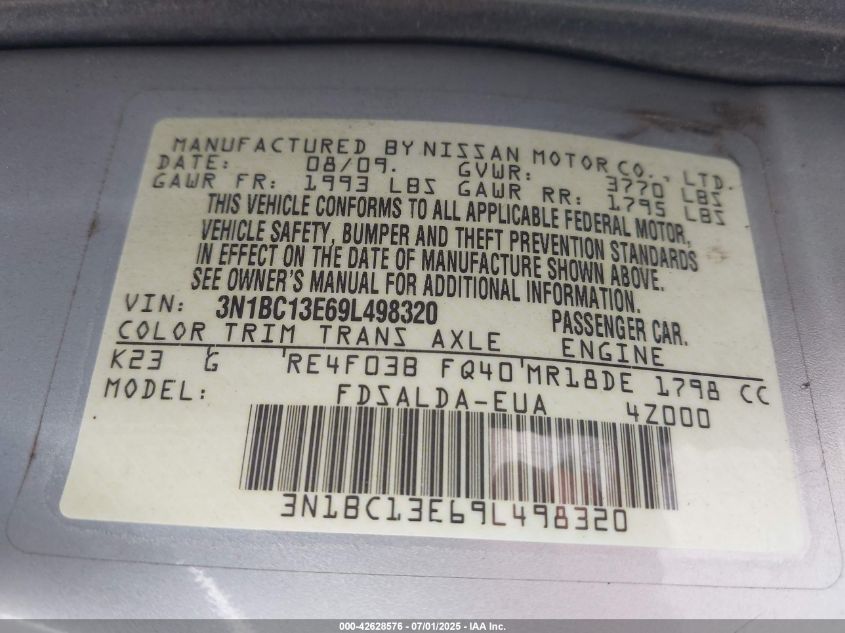 MANUFACTURED BY NISSAN MOTOR CO., LTD.
DATE: 08/09. GVWR: 3770 LBS
GAWR FR: 1993 LBS GAWR RR: 1795 LBS
THIS VEHICLE CONFORMS TO ALL APPLICABLE FEDERAL MOTOR,
VEHICLE SAFETY, BUMPER AND THEFT PREVENTION STANDARDS
IN EFFECT ON THE DATE OF MANUFACTURE SHOWN ABOVE.
SEE OWNER'S MANUAL FOR ADDITIONAL INFORMATION.
VIN: 3N1BC13E69L498320 PASSENGER CAR.
COLOR TRIM TRANS AXLE ENGINE
K23 G RE4F03B FQ40 MR18DE 1798 CC
MODEL: FDSALDA-EUA 4Z000
3N1BC13E69L498320
000-42628576 / 07/01/2025 - IAA Inc.